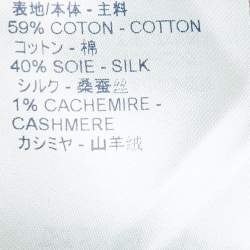 表地/本体 - 主料
59% COTON - COTTON
コットン - 棉
40% SOIE - SILK
シルク - 桑蚕丝
1% CACHEMIRE -
CASHMERE
カシミヤ - 山羊绒